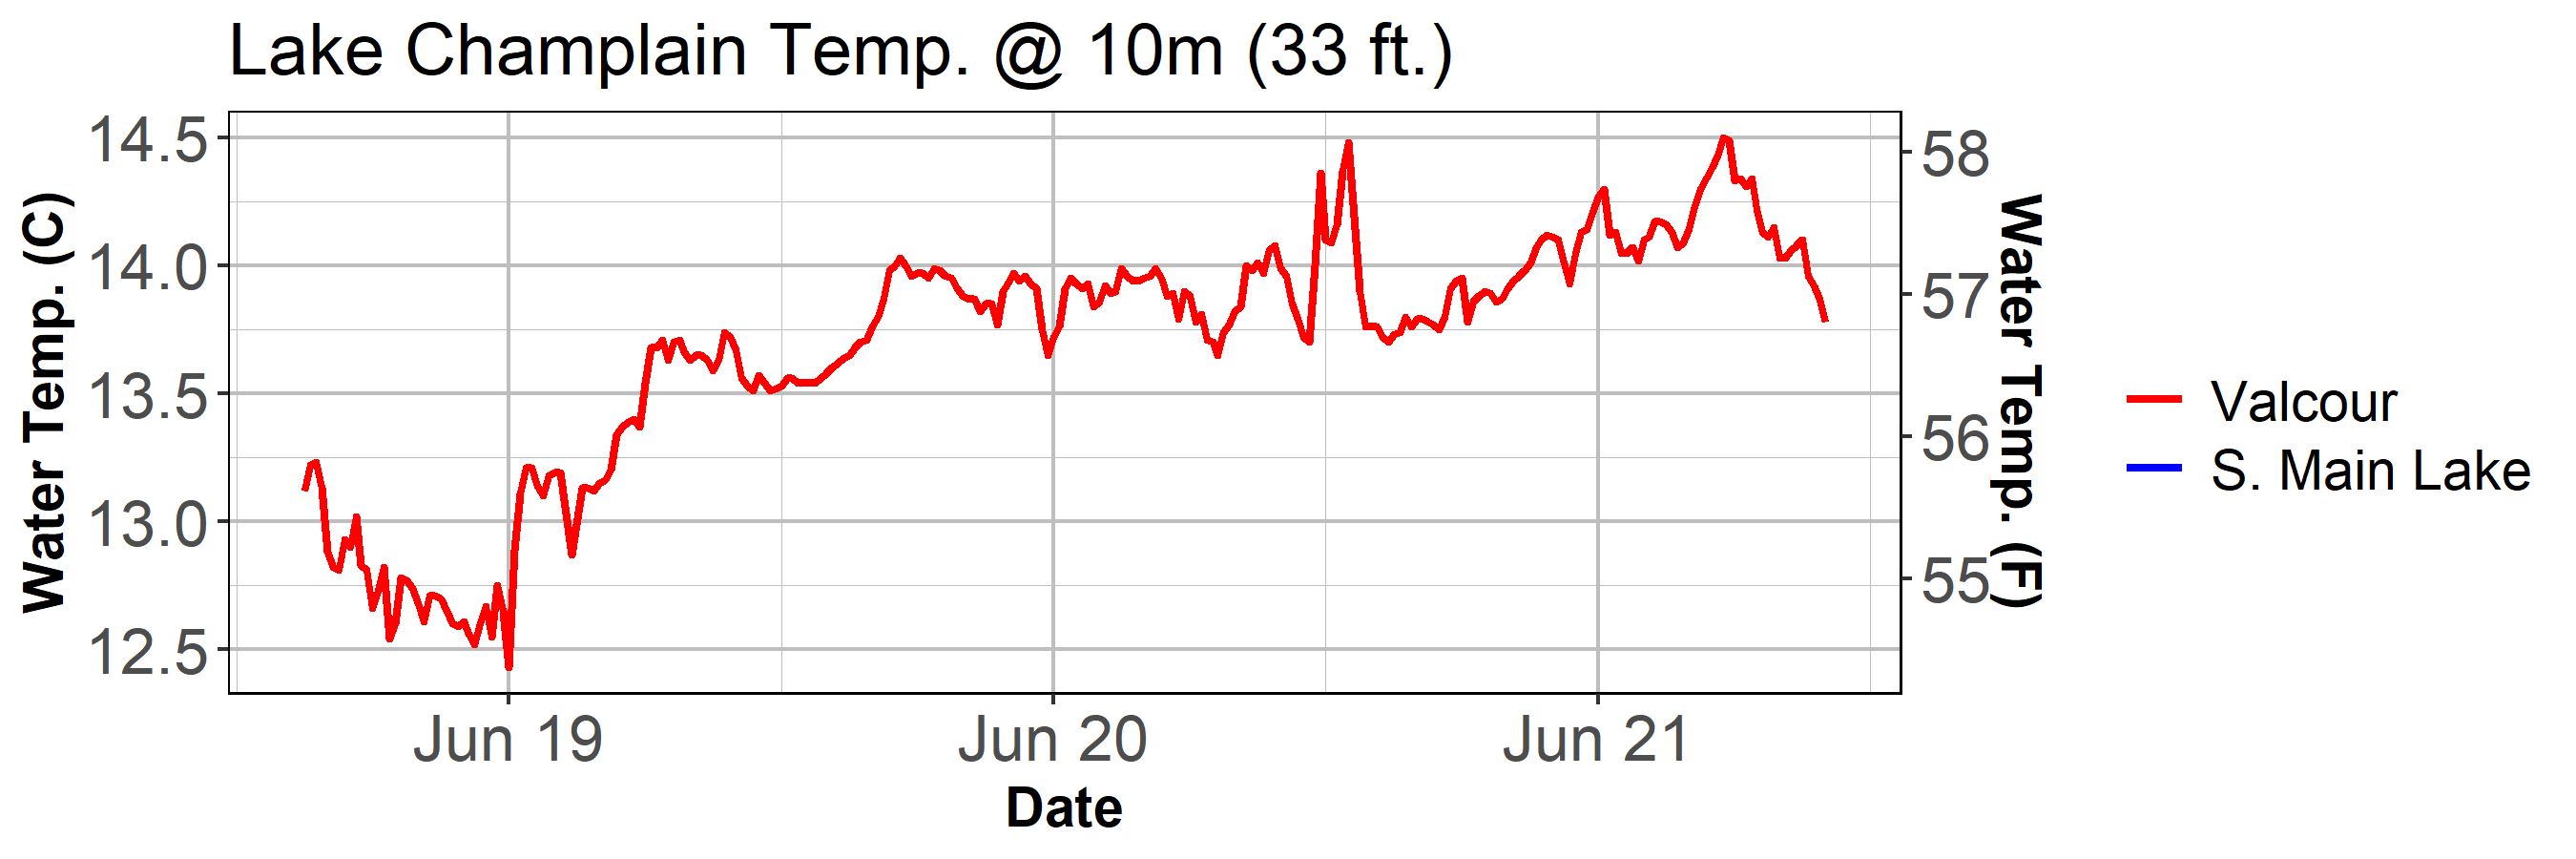 Lake Champlain Temp. @ 10m (33 ft.)
Water Temp. (C)
14.5
14.0
13.5
13.0
12.5
58
57
56
55
Water Temp. (F)
Jun 19
Jun 20
Jun 21
Date
Valcour
S. Main Lake